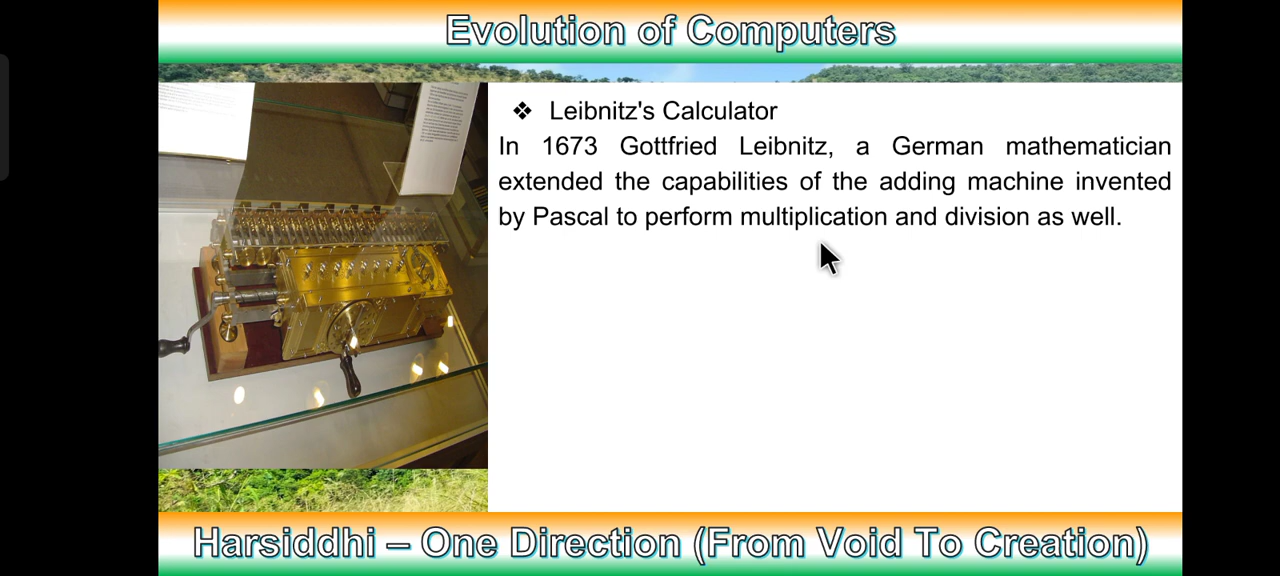 Evolution of Computers
❖ Leibnitz's Calculator
In 1673 Gottfried Leibnitz, a German mathematician
extended the capabilities of the adding machine invented
by Pascal to perform multiplication and division as well.
Harsiddhi – One Direction (From Void To Creation)